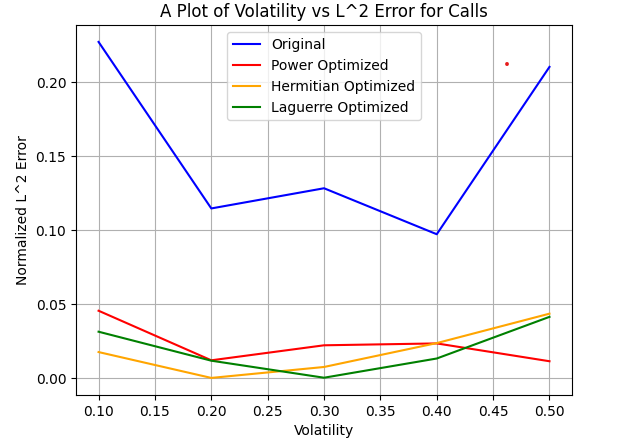 A Plot of Volatility vs L^2 Error for Calls
Original
Power Optimized
Hermitian Optimized
Laguerre Optimized
Normalized L^2 Error
0.20
0.15
0.10
0.05
0.00
0.10 0.15 0.20 0.25 0.30 0.35 0.40 0.45 0.50
Volatility